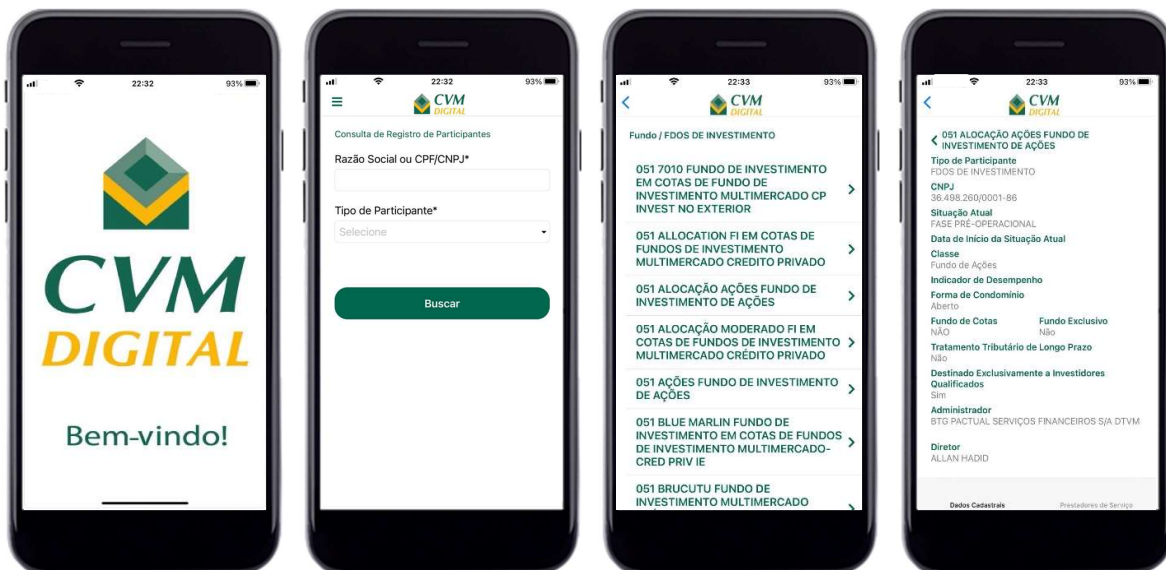 22:32
93%
CVM
DIGITAL
Bem-vindo!
22:32
93%
CVM
DIGITAL
Consulta de Registro de Participantes
Razão Social ou CPF/CNPJ*
Tipo de Participante*
Selecione
Buscar
22:33
93%
CVM
DIGITAL
Fundo / FDOS DE INVESTIMENTO
051 7010 FUNDO DE INVESTIMENTO
EM COTAS DE FUNDO DE
INVESTIMENTO MULTIMERCADO CP
INVEST NO EXTERIOR
051 ALLOCATION FI EM COTAS DE
FUNDOS DE INVESTIMENTO
MULTIMERCADO CREDITO PRIVADO
051 ALOCAÇÃO AÇÕES FUNDO DE
INVESTIMENTO DE AÇÕES
051 ALOCAÇÃO MODERADO FI EM
COTAS DE FUNDOS DE INVESTIMENTO
MULTIMERCADO CRÉDITO PRIVADO
051 AÇÕES FUNDO DE INVESTIMENTO
DE AÇÕES
051 BLUE MARLIN FUNDO DE
INVESTIMENTO EM COTAS DE FUNDOS
DE INVESTIMENTO MULTIMERCADO-
CRED PRIV IE
051 BRUCUTU FUNDO DE
INVESTIMENTO MULTIMERCADO
22:33
93%
CVM
DIGITAL
051 ALOCAÇÃO AÇÕES FUNDO DE
INVESTIMENTO DE AÇÕES
Tipo de Participante
FDOS DE INVESTIMENTO
CNPJ
36.498.260/0001-86
Situação Atual
FASE PRÉ-OPERACIONAL
Data de Início da Situação Atual
Classe
Fundo de Ações
Indicador de Desempenho
Forma de Condomínio
Aberto
Fundo de Cotas Fundo Exclusivo
NÃO Não
Tratamento Tributário de Longo Prazo
Não
Destinado Exclusivamente a Investidores
Qualificados
Sim
Administrador
BTG PACTUAL SERVIÇOS FINANCEIROS S/A DTVM
Diretor
ALLAN HADID
Dados Cadastrais Prestadores de Serviço